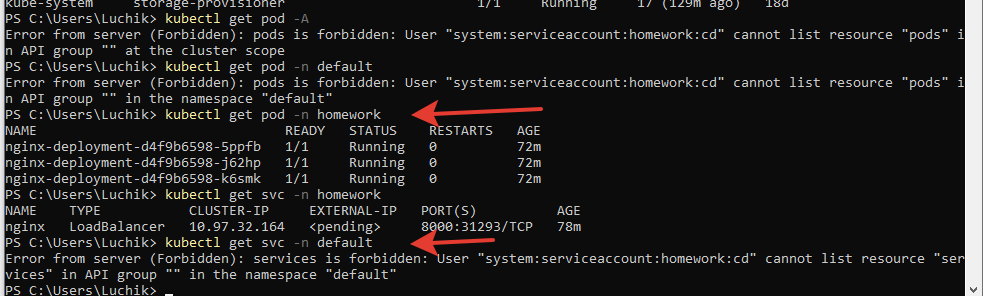 kube-system     storage-provisioner                        1/1     Running     17 (129m ago)   18d
PS C:\Users\Luchik> kubectl get pod -A
Error from server (Forbidden): pods is forbidden: User "system:serviceaccount:homework:cd" cannot list resource "pods" i
n API group "" at the cluster scope
PS C:\Users\Luchik> kubectl get pod -n default
Error from server (Forbidden): pods is forbidden: User "system:serviceaccount:homework:cd" cannot list resource "pods" i
n API group "" in the namespace "default"
PS C:\Users\Luchik> kubectl get pod -n homework
NAME                               READY   STATUS    RESTARTS   AGE
nginx-deployment-d4f9b6598-5ppfb   1/1     Running   0          72m
nginx-deployment-d4f9b6598-j62hp   1/1     Running   0          72m
nginx-deployment-d4f9b6598-k6smk   1/1     Running   0          72m
PS C:\Users\Luchik> kubectl get svc -n homework
NAME    TYPE           CLUSTER-IP     EXTERNAL-IP   PORT(S)          AGE
nginx   LoadBalancer   10.97.32.164   <pending>     8000:31293/TCP   78m
PS C:\Users\Luchik> kubectl get svc -n default
Error from server (Forbidden): services is forbidden: User "system:serviceaccount:homework:cd" cannot list resource "ser
vices" in API group "" in the namespace "default"
PS C:\Users\Luchik>